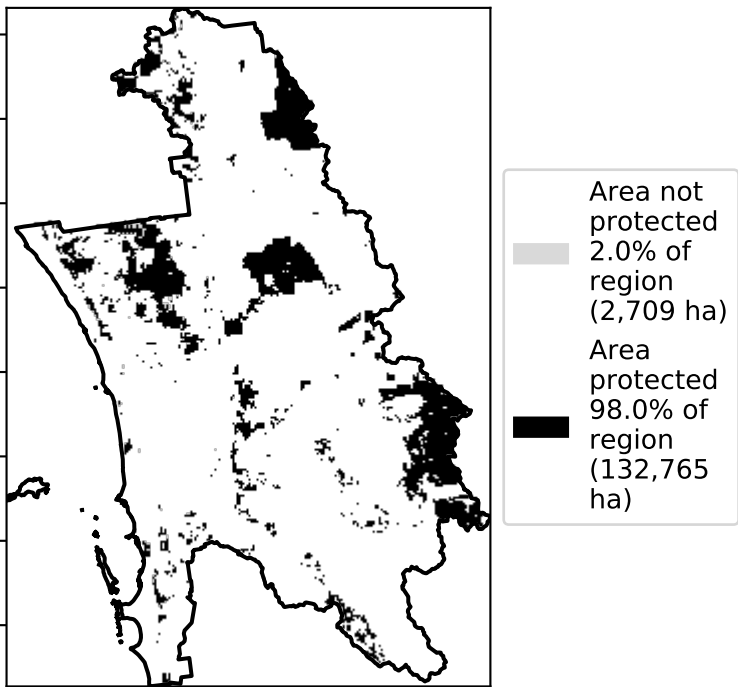 Area not
protected
2.0% of
region
(2,709 ha)
Area
protected
98.0% of
region
(132,765
ha)